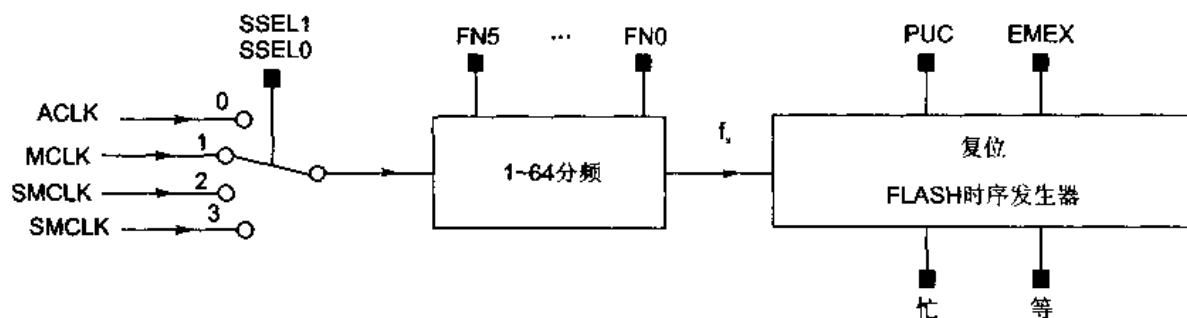 SSEL1
SSEL0
FN5 ... FN0
PUC EMEX
ACLK 0
MCLK 1
SMCLK 2
SMCLK 3
1~64分频
fx
复位
FLASH时序发生器
忙 等